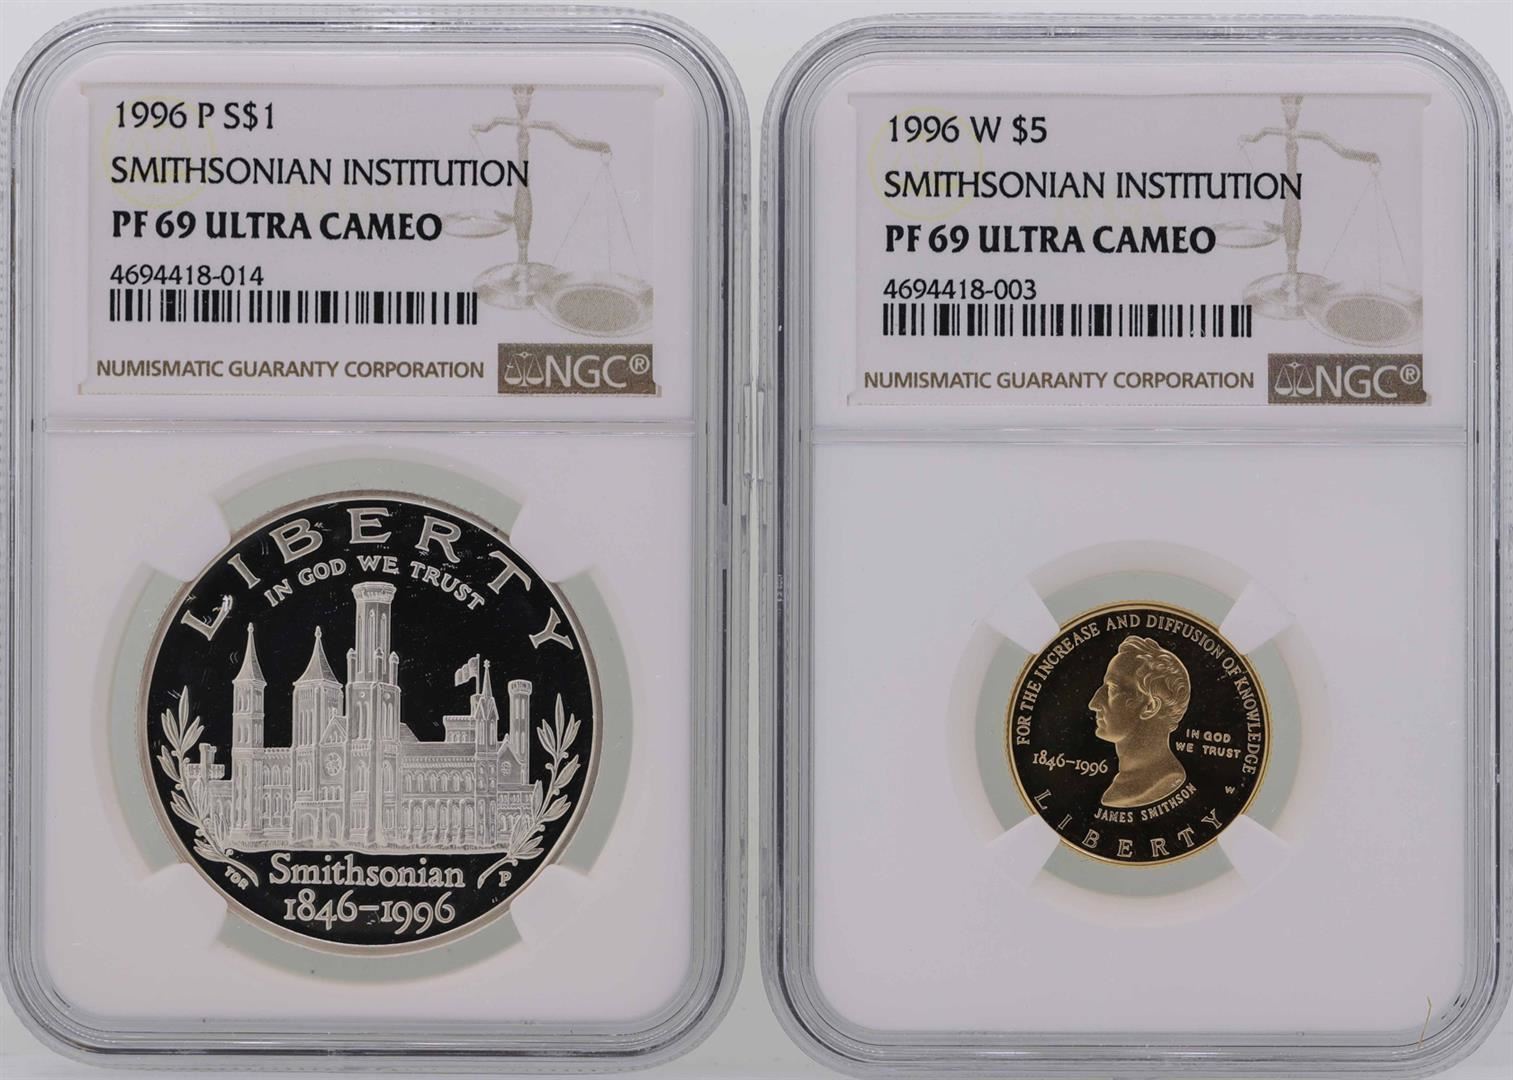 1996 P S$1
SMITHSONIAN INSTITUTION
PF 69 ULTRA CAMEO
4694418-014
NUMISMATIC GUARANTY CORPORATION
NGC®
LIBERTY
IN GOD WE TRUST
TDR
P
Smithsonian
1846-1996
1996 W $5
SMITHSONIAN INSTITUTION
PF 69 ULTRA CAMEO
4694418-003
NUMISMATIC GUARANTY CORPORATION
NGC®
FOR THE INCREASE AND DIFFUSION OF KNOWLEDGE
IN GOD
WE TRUST
1846-1996
W
JAMES SMITHSON
LIBERTY